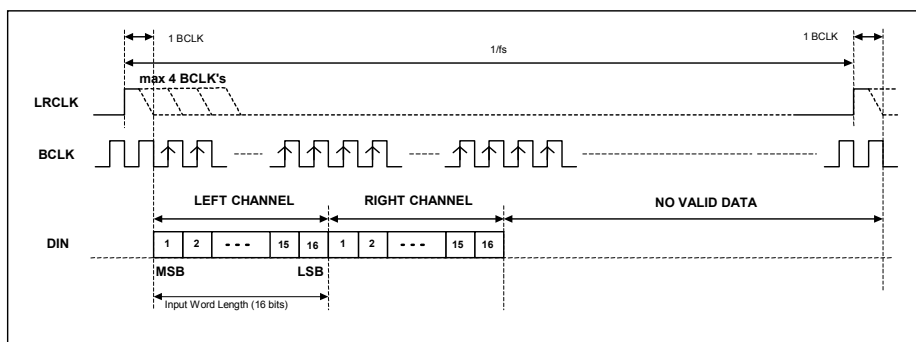 1 BCLK
1 BCLK
1/fs
max 4 BCLK's
LRCLK
BCLK
LEFT CHANNEL
RIGHT CHANNEL
NO VALID DATA
DIN
1 2 - - - 15 16 1 2 - - - 15 16
MSB
LSB
Input Word Length (16 bits)